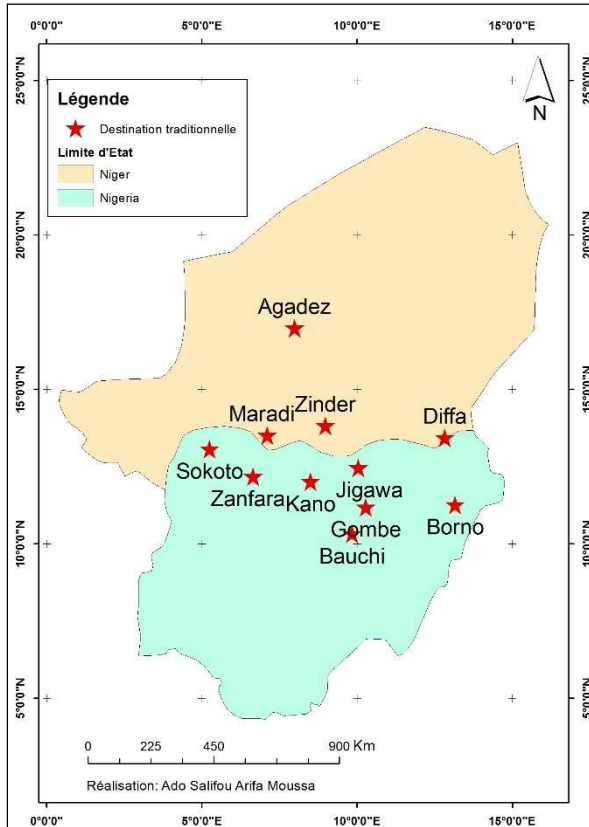 0°0'0" 5°0'0"E 10°0'0"E 15°0'0"E
25°0'0"N 25°0'0"N
Légende
Destination traditionnelle
Limite d'Etat
Niger
Nigeria
N
20°0'0"N 20°0'0"N
Agadez
15°0'0"N 15°0'0"N
Maradi Zinder Diffa
Sokoto Zanfara Kano Jigawa
Gombe Borno
10°0'0"N 10°0'0"N
Bauchi
5°0'0"N 5°0'0"N
0 225 450 900 Km
Réalisation: Ado Salifou Arifa Moussa
0°0'0" 5°0'0"E 10°0'0"E 15°0'0"E